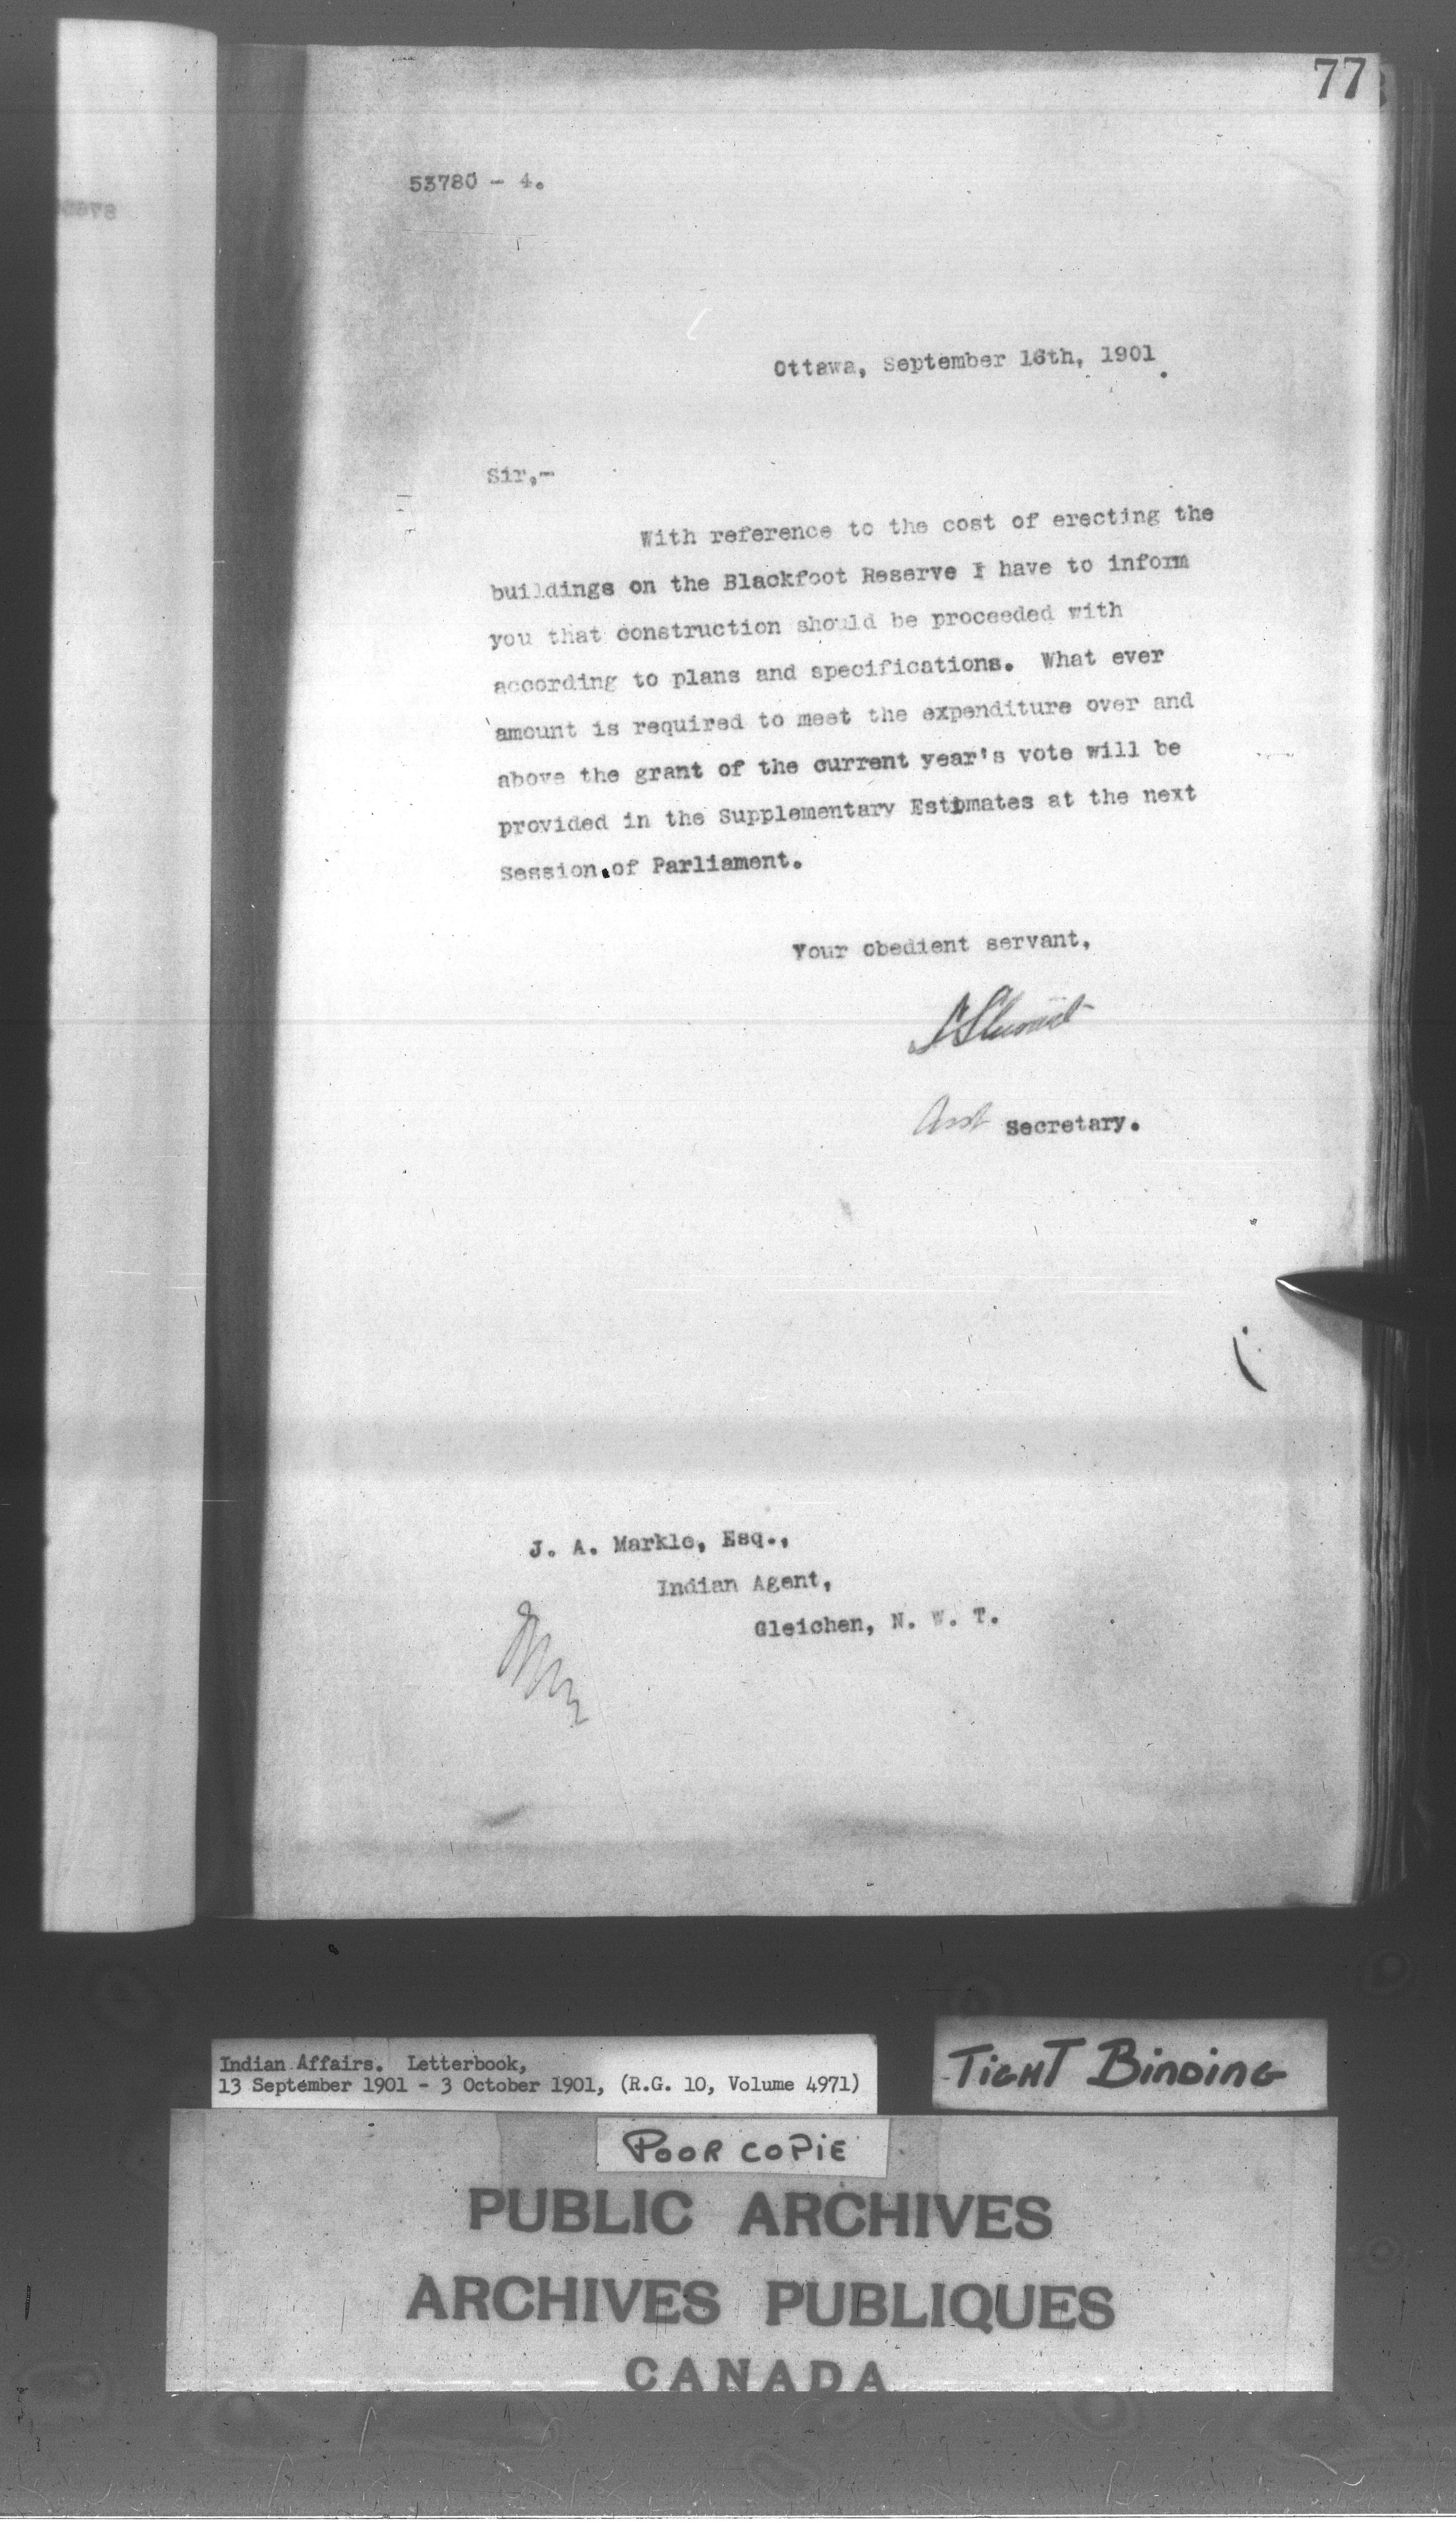 77
53780 - 4.
Ottawa, September 16th, 1901.
Sir,-
With reference to the cost of erecting the
buildings on the Blackfoot Reserve I have to inform
you that construction should be proceeded with
according to plans and specifications. What ever
amount is required to meet the expenditure over and
above the grant of the current year's vote will be
provided in the Supplementary Estimates at the next
Session of Parliament.
Your obedient servant,
Asst Secretary.
J. A. Markle, Esq.,
Indian Agent,
Gleichen, N. W. T.
Indian Affairs. Letterbook,
13 September 1901 - 3 October 1901, (R.G. 10, Volume 4971)
TIGHT BINDING
POOR COPIE
PUBLIC ARCHIVES
ARCHIVES PUBLIQUES
CANADA